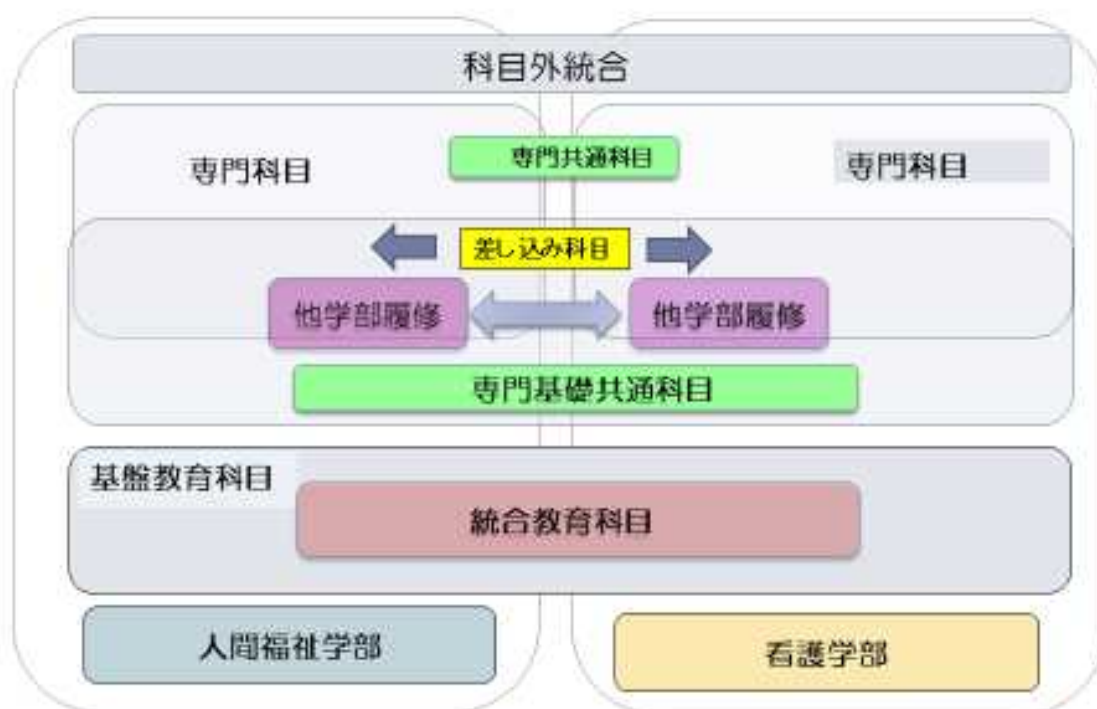 科目外統合
専門共通科目
専門科目
専門科目
差し込み科目
他学部履修
他学部履修
専門基礎共通科目
基盤教育科目
統合教育科目
人間福祉学部
看護学部